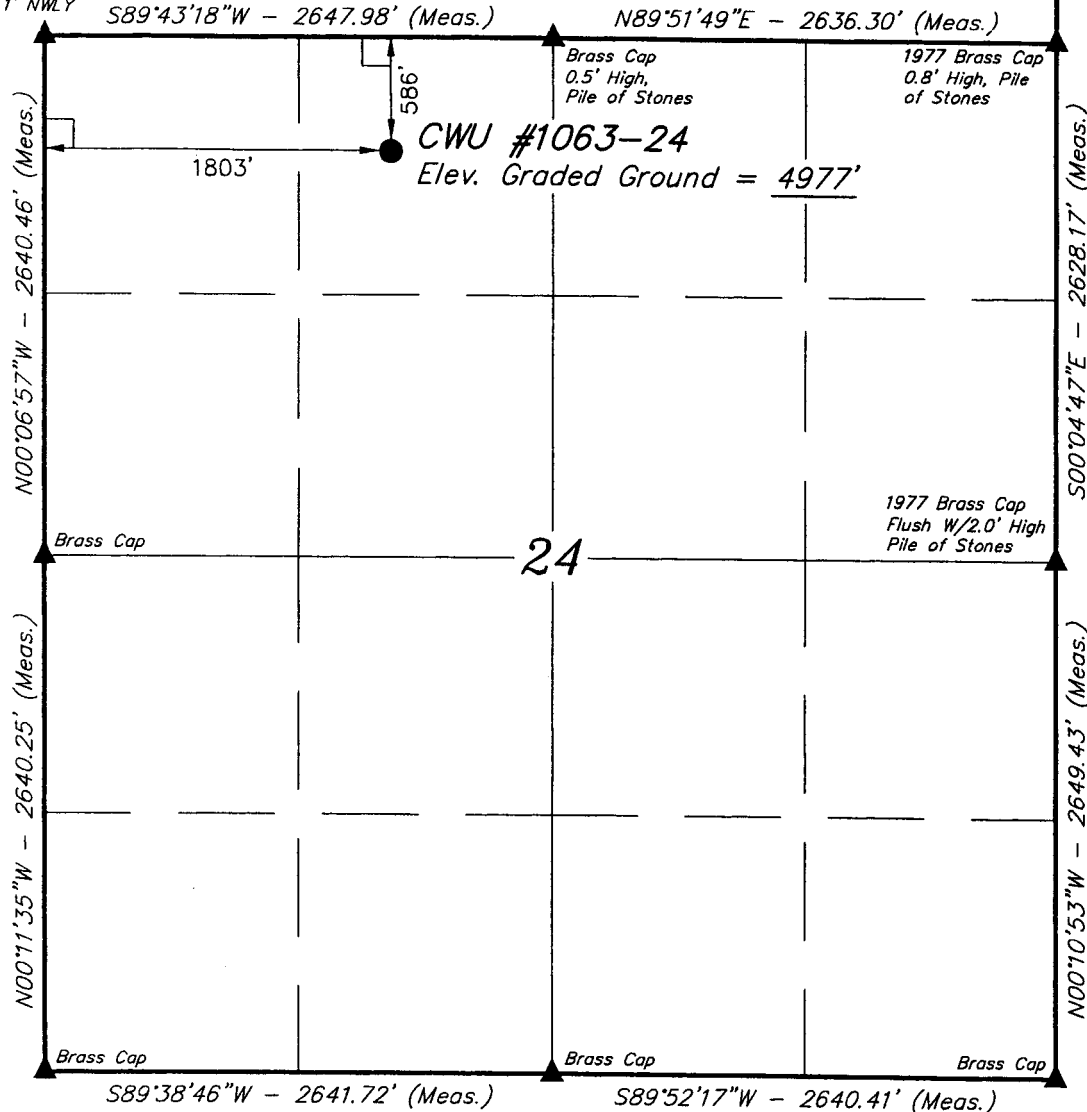 1' NWLY
S89°43'18"W - 2647.98' (Meas.)
N89°51'49"E - 2636.30' (Meas.)
Brass Cap
0.5' High,
Pile of Stones
1977 Brass Cap
0.8' High, Pile
of Stones
586'
1803'
CWU #1063-24
Elev. Graded Ground = 4977'
N00°06'57"W - 2640.46' (Meas.)
S00°04'47"E - 2628.17' (Meas.)
Brass Cap
24
1977 Brass Cap
Flush W/2.0' High
Pile of Stones
N00°11'35"W - 2640.25' (Meas.)
N00°10'53"W - 2649.43' (Meas.)
Brass Cap
Brass Cap
Brass Cap
S89°38'46"W - 2641.72' (Meas.)
S89°52'17"W - 2640.41' (Meas.)